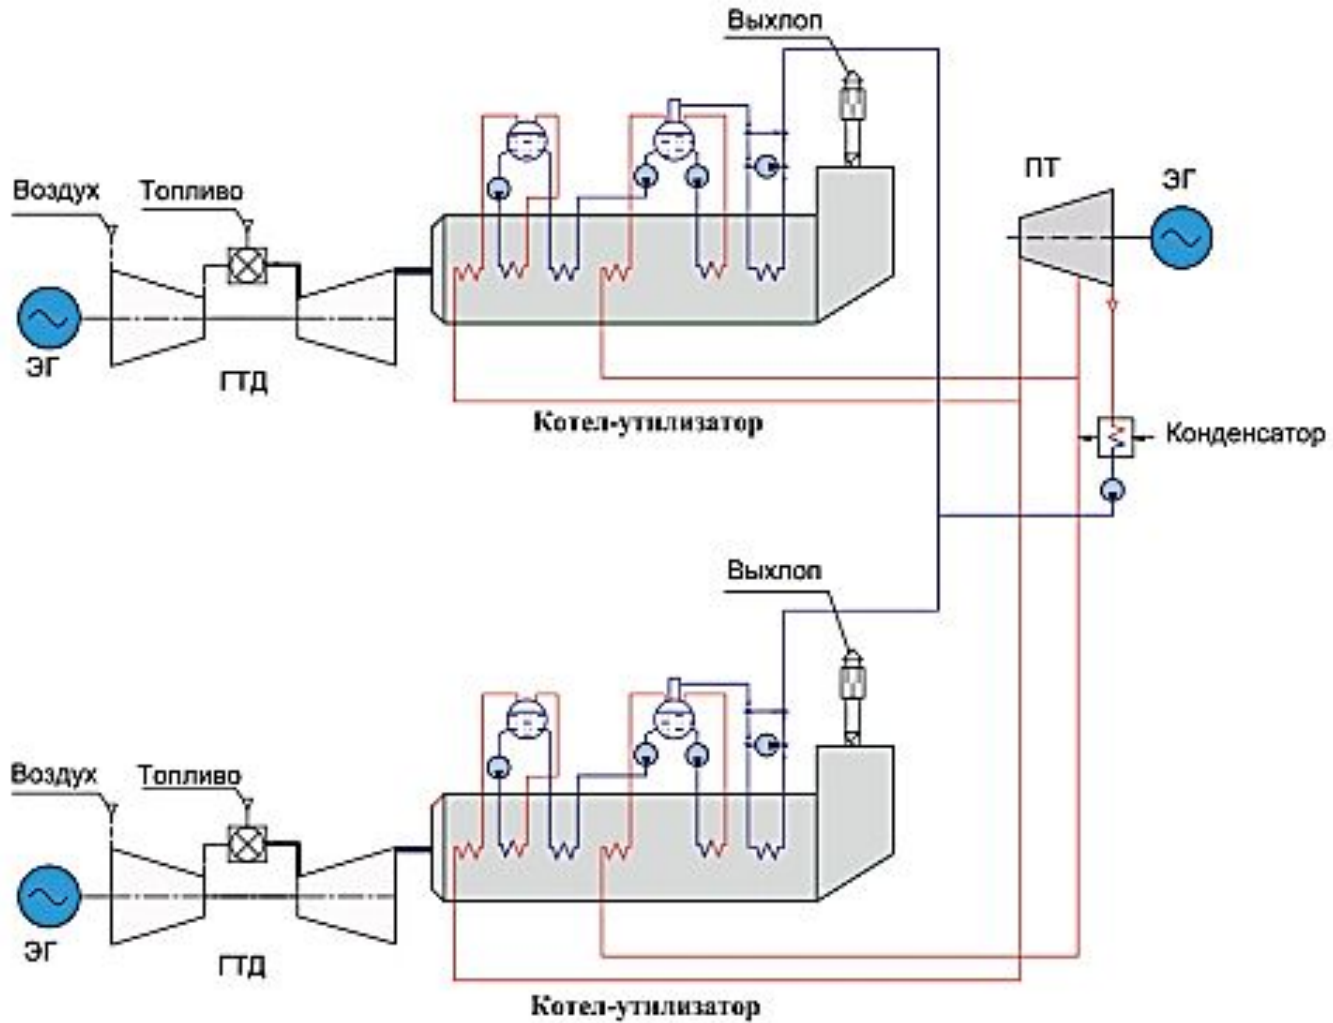 Выхлоп
Воздух
Топливо
ПТ
ЭГ
ЭГ
ГТД
Котел-утилизатор
Конденсатор
Выхлоп
Воздух
Топливо
ЭГ
ГТД
Котел-утилизатор